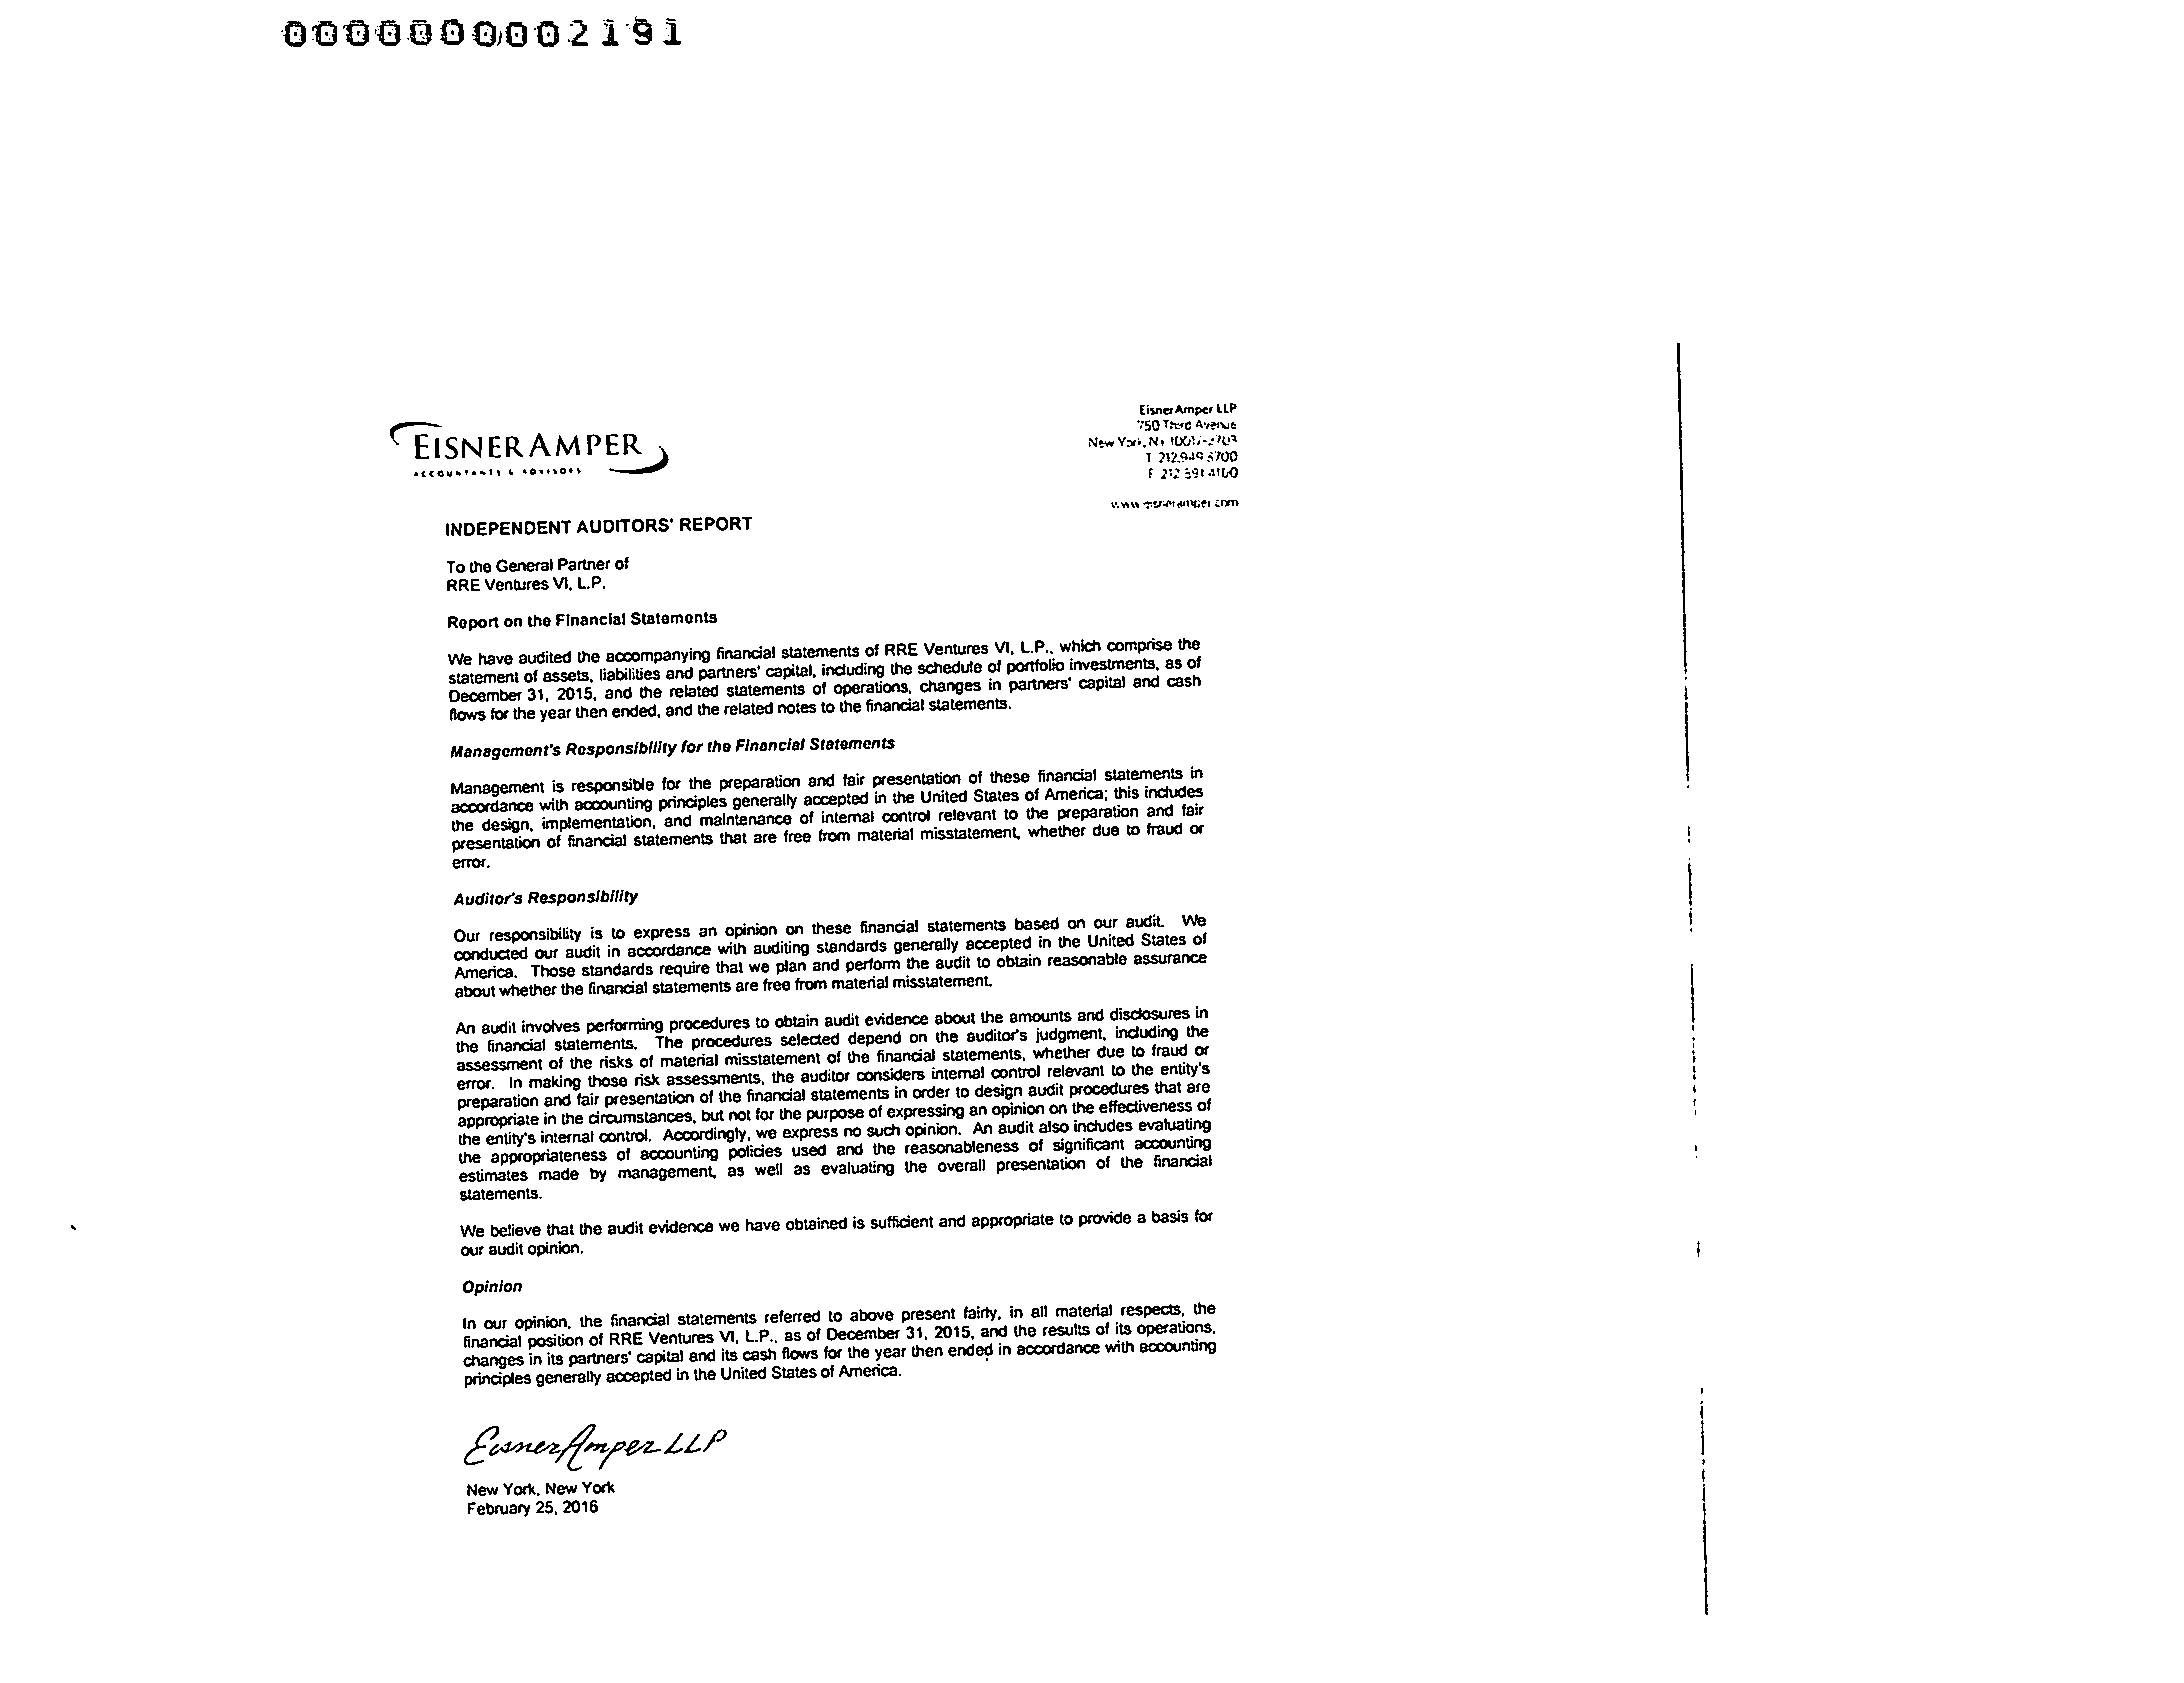 0000000002191
EISNERAMPER
ACCOUNTANTS & ADVISORS
EisnerAmper LLP
750 Third Avenue
New York, NY
T 212.949.8700
F 212.891.4100
www.eisneramper.com
INDEPENDENT AUDITORS' REPORT
To the General Partner of
RRE Ventures VI, L.P.
Report on the Financial Statements
We have audited the accompanying financial statements of RRE Ventures VI, L.P., which comprise the
statement of assets, liabilities and partners' capital, including the schedule of portfolio investments, as of
December 31, 2015, and the related statements of operations, changes in partners' capital and cash
flows for the year then ended, and the related notes to the financial statements.
Management's Responsibility for the Financial Statements
Management is responsible for the preparation and fair presentation of these financial statements in
accordance with accounting principles generally accepted in the United States of America; this includes
the design, implementation, and maintenance of internal control relevant to the preparation and fair
presentation of financial statements that are free from material misstatement, whether due to fraud or
error.
Auditor's Responsibility
Our responsibility is to express an opinion on these financial statements based on our audit. We
conducted our audit in accordance with auditing standards generally accepted in the United States of
America. Those standards require that we plan and perform the audit to obtain reasonable assurance
about whether the financial statements are free from material misstatement.
An audit involves performing procedures to obtain audit evidence about the amounts and disclosures in
the financial statements. The procedures selected depend on the auditor's judgment, including the
assessment of the risks of material misstatement of the financial statements, whether due to fraud or
error. In making those risk assessments, the auditor considers internal control relevant to the entity's
preparation and fair presentation of the financial statements in order to design audit procedures that are
appropriate in the circumstances, but not for the purpose of expressing an opinion on the effectiveness of
the entity's internal control. Accordingly, we express no such opinion. An audit also includes evaluating
the appropriateness of accounting policies used and the reasonableness of significant accounting
estimates made by management, as well as evaluating the overall presentation of the financial
statements.
We believe that the audit evidence we have obtained is sufficient and appropriate to provide a basis for
our audit opinion.
Opinion
In our opinion, the financial statements referred to above present fairly, in all material respects, the
financial position of RRE Ventures VI, L.P., as of December 31, 2015, and the results of its operations,
changes in its partners' capital and its cash flows for the year then ended in accordance with accounting
principles generally accepted in the United States of America.
EisnerAmper LLP
New York, New York
February 25, 2016